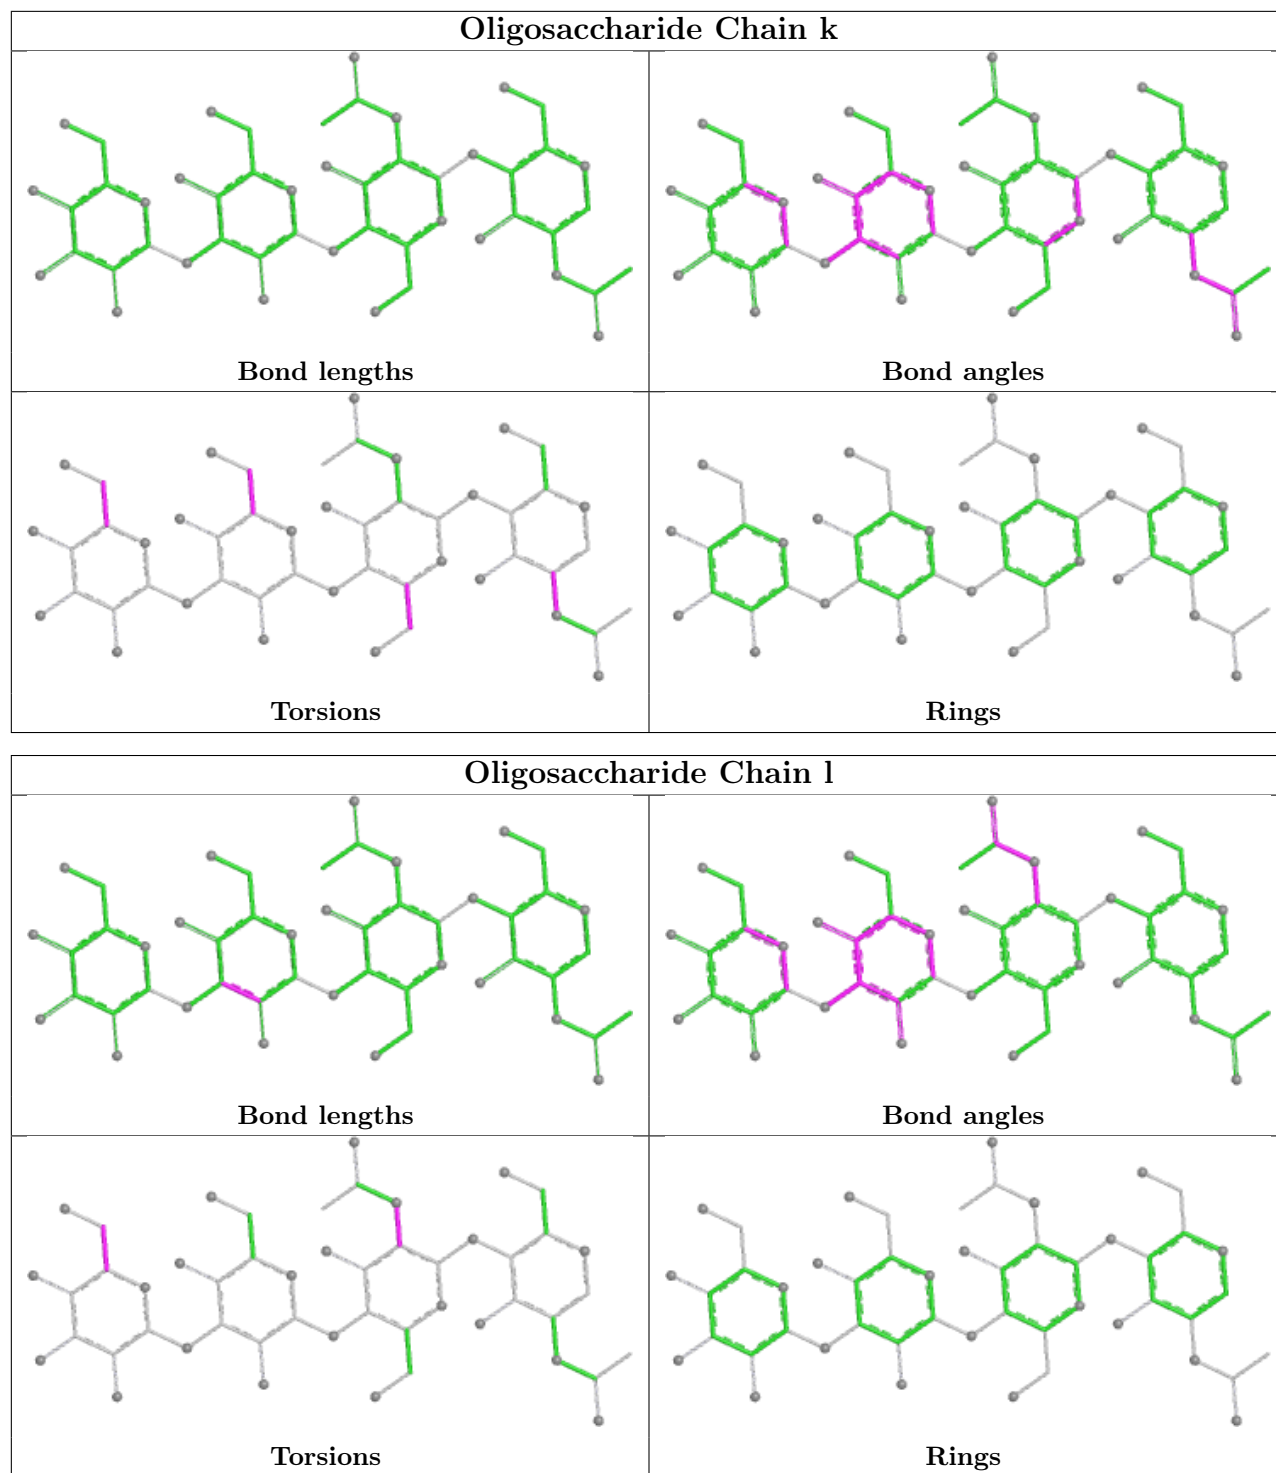 Oligosaccharide Chain k
Bond lengths
Bond angles
Torsions
Rings
Oligosaccharide Chain l
Bond lengths
Bond angles
Torsions
Rings